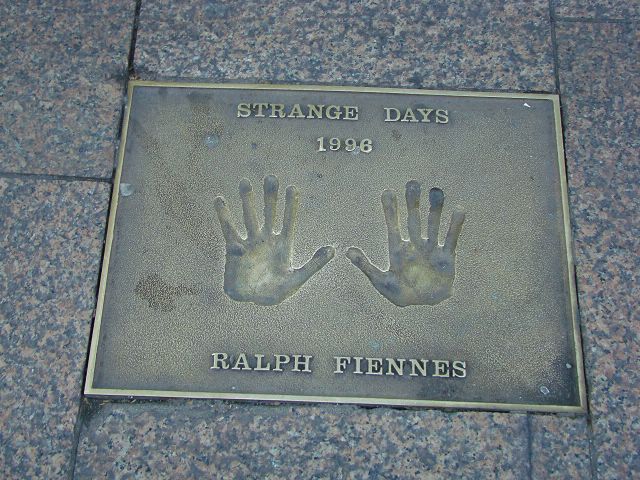 STRANGE DAYS
1996
RALPH FIENNES